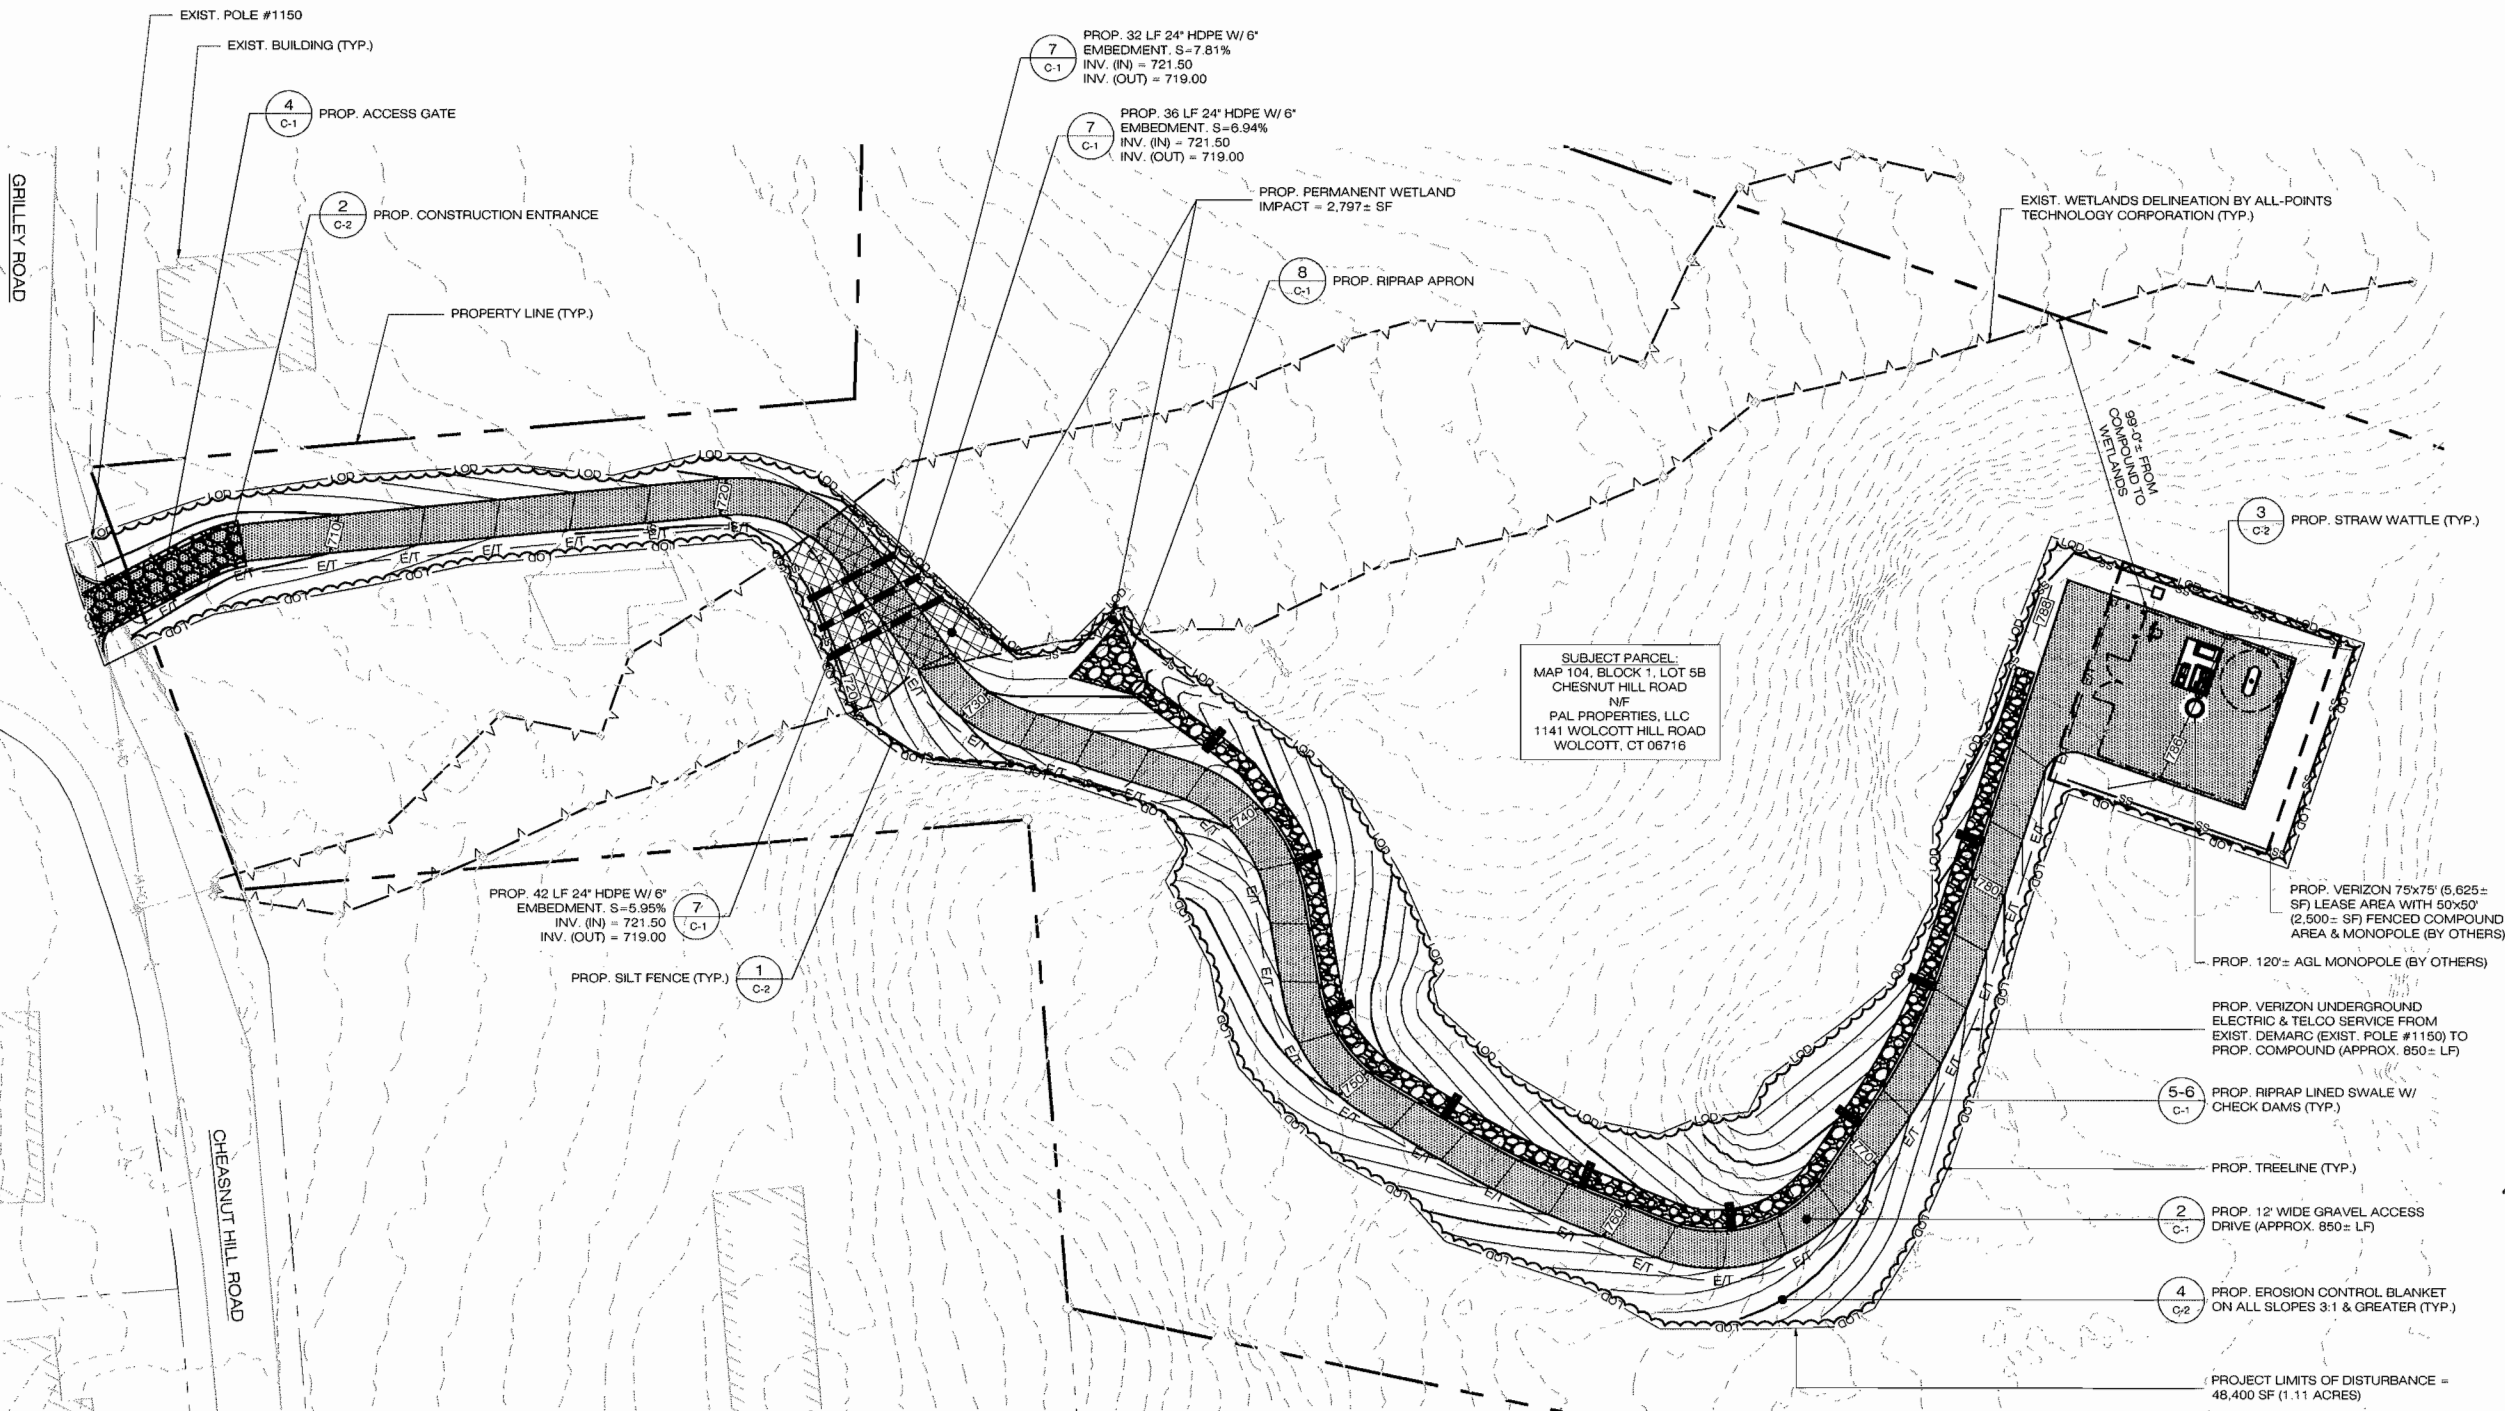 EXIST. POLE #1150
EXIST. BUILDING (TYP.)
4
C-1
PROP. ACCESS GATE
2
C-2
PROP. CONSTRUCTION ENTRANCE
PROPERTY LINE (TYP.)
GRILLEY ROAD
7
C-1
PROP. 32 LF 24" HDPE W/ 6"
EMBEDMENT. S=7.81%
INV. (IN) = 721.50
INV. (OUT) = 719.00
7
C-1
PROP. 36 LF 24" HDPE W/ 6"
EMBEDMENT. S=6.94%
INV. (IN) = 721.50
INV. (OUT) = 719.00
PROP. PERMANENT WETLAND
IMPACT = 2,797± SF
8
C-1
PROP. RIPRAP APRON
EXIST. WETLANDS DELINEATION BY ALL-POINTS
TECHNOLOGY CORPORATION (TYP.)
99'-0"± FROM
COMPOUND TO
WETLANDS
3
C-2
PROP. STRAW WATTLE (TYP.)
SUBJECT PARCEL:
MAP 104, BLOCK 1, LOT 5B
CHESNUT HILL ROAD
N/F
PAL PROPERTIES, LLC
1141 WOLCOTT HILL ROAD
WOLCOTT, CT 06716
710
720
720
730
740
750
760
770
780
788
788
LOD
E/T
PROP. 42 LF 24" HDPE W/ 6"
EMBEDMENT. S=5.95%
INV. (IN) = 721.50
INV. (OUT) = 719.00
7
C-1
PROP. SILT FENCE (TYP.)
1
C-2
CHEASNUT HILL ROAD
PROP. VERIZON 75'x75' (5,625±
SF) LEASE AREA WITH 50'x50'
(2,500± SF) FENCED COMPOUND
AREA & MONOPOLE (BY OTHERS)
PROP. 120'± AGL MONOPOLE (BY OTHERS)
PROP. VERIZON UNDERGROUND
ELECTRIC & TELCO SERVICE FROM
EXIST. DEMARC (EXIST. POLE #1150) TO
PROP. COMPOUND (APPROX. 850± LF)
5-6
C-1
PROP. RIPRAP LINED SWALE W/
CHECK DAMS (TYP.)
PROP. TREELINE (TYP.)
2
C-1
PROP. 12' WIDE GRAVEL ACCESS
DRIVE (APPROX. 850± LF)
4
C-2
PROP. EROSION CONTROL BLANKET
ON ALL SLOPES 3:1 & GREATER (TYP.)
PROJECT LIMITS OF DISTURBANCE =
48,400 SF (1.11 ACRES)